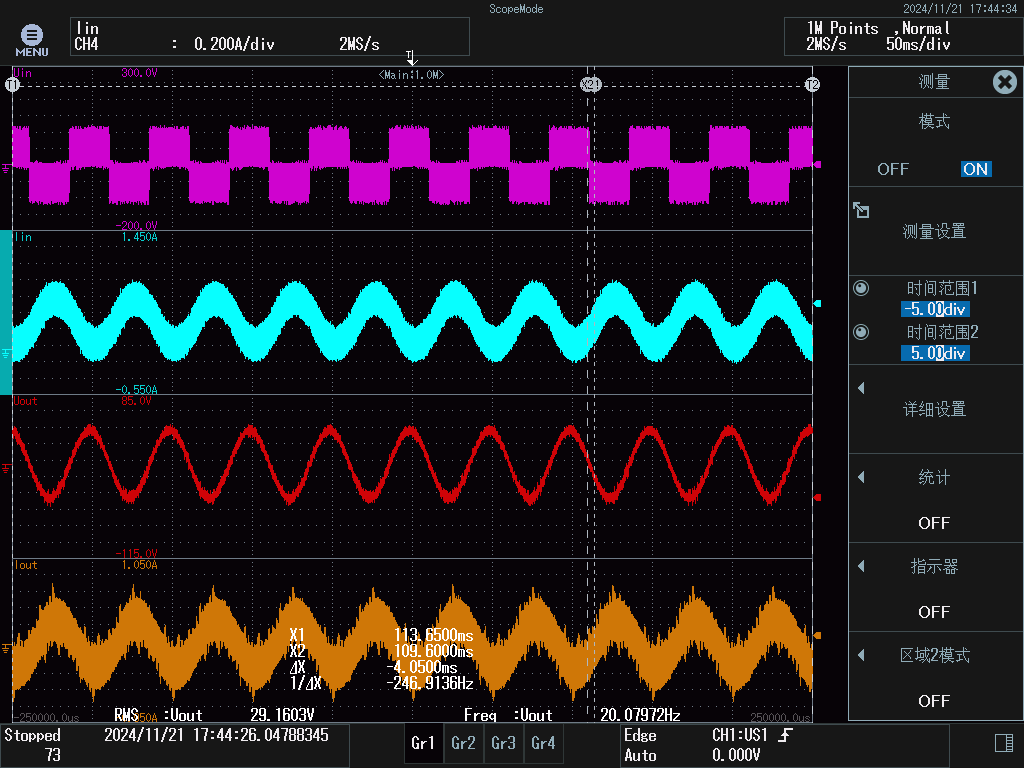 ScopeMode
2024/11/21 17:44:34
MENU
Iin
CH4 : 0.200A/div 2MS/s
1M Points ,Normal
2MS/s 50ms/div
T
<Main:1.0M>
Uin 300.0V
T1
T2
-200.0V
Iin 1.450A
-0.550A
Uout 85.0V
-115.0V
Iout 1.050A
X1 113.6500ms
X2 109.6000ms
ΔX -4.0500ms
1/ΔX -246.9136Hz
-250000.0us
250000.0us
RMS :Uout 29.1603V
Freq :Uout 20.07972Hz
测量
模式
OFF ON
测量设置
时间范围1
-5.00div
时间范围2
5.00div
详细设置
统计
OFF
指示器
OFF
区域2模式
OFF
Stopped 2024/11/21 17:44:26.04788345
73
Gr1 Gr2 Gr3 Gr4
Edge CH1:US1
Auto 0.000V